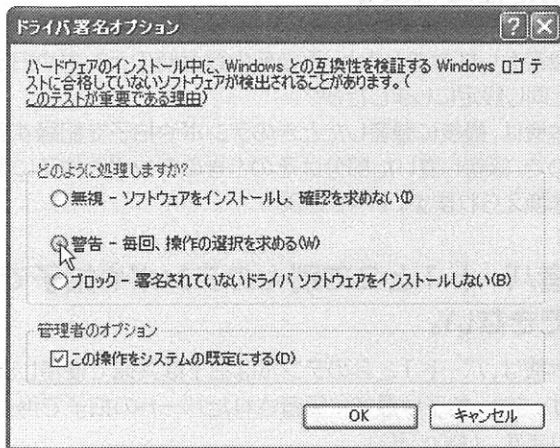 ドライバ署名オプション
ハードウェアのインストール中に、Windows との互換性を検証する Windows ロゴ テ
ストに合格していないソフトウェアが検出されることがあります。(
このテストが重要である理由)
どのように処理しますか?
無視 - ソフトウェアをインストールし、確認を求めない(I)
警告 - 毎回、操作の選択を求める(W)
ブロック - 署名されていないドライバ ソフトウェアをインストールしない(B)
管理者のオプション
この操作をシステムの既定にする(D)
OK
キャンセル